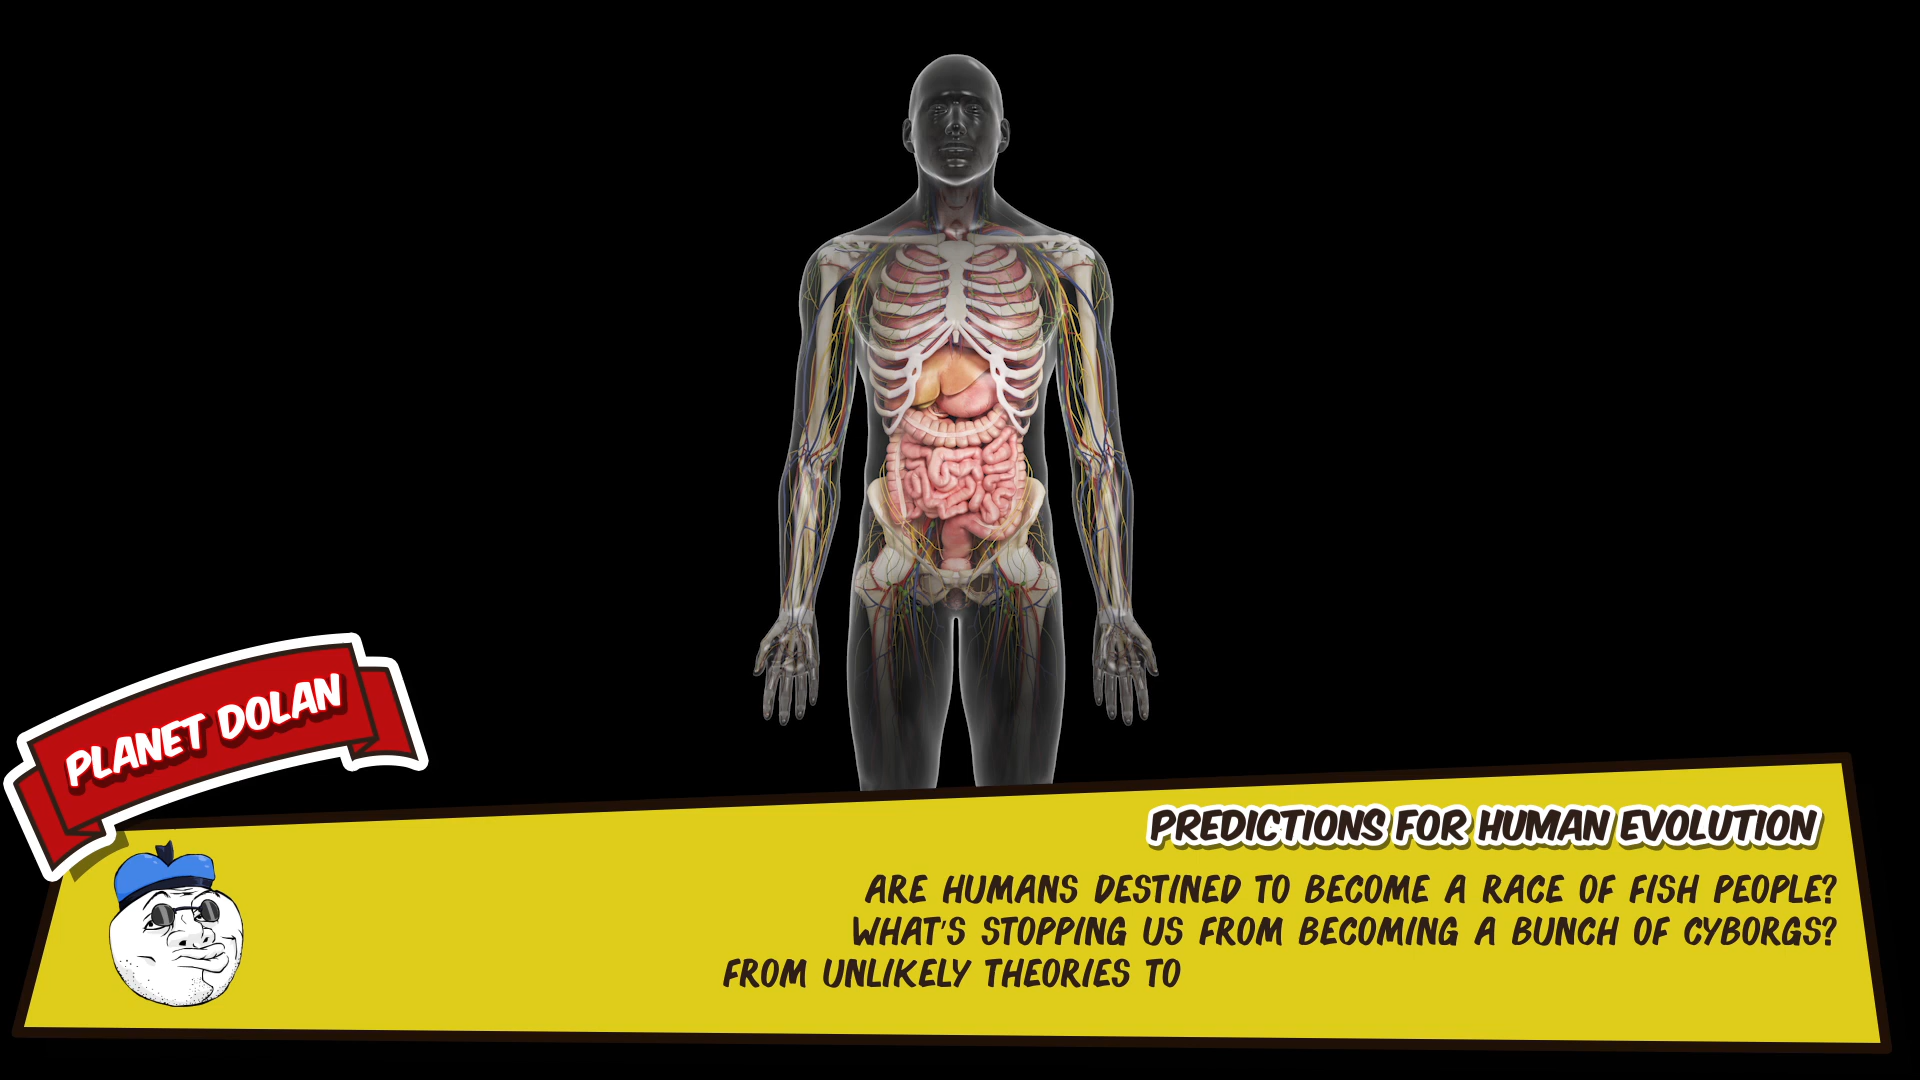 PLANET DOLAN
PREDICTIONS FOR HUMAN EVOLUTION
ARE HUMANS DESTINED TO BECOME A RACE OF FISH PEOPLE?
WHAT'S STOPPING US FROM BECOMING A BUNCH OF CYBORGS?
FROM UNLIKELY THEORIES TO